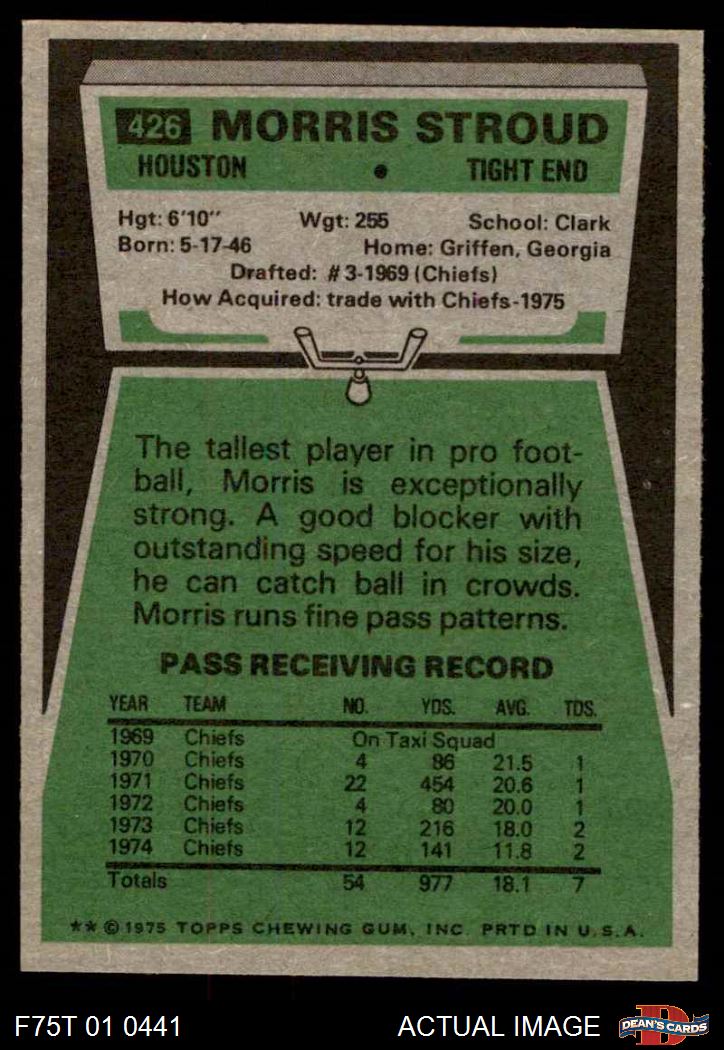 426 MORRIS STROUD
HOUSTON • TIGHT END
Hgt: 6'10" Wgt: 255 School: Clark
Born: 5-17-46 Home: Griffen, Georgia
Drafted: #3-1969 (Chiefs)
How Acquired: trade with Chiefs-1975
The tallest player in pro foot-
ball, Morris is exceptionally
strong. A good blocker with
outstanding speed for his size,
he can catch ball in crowds.
Morris runs fine pass patterns.
PASS RECEIVING RECORD
YEAR TEAM NO. YDS. AVG. TDS.
1969 Chiefs On Taxi Squad
1970 Chiefs 4 86 21.5 1
1971 Chiefs 22 454 20.6 1
1972 Chiefs 4 80 20.0 1
1973 Chiefs 12 216 18.0 2
1974 Chiefs 12 141 11.8 2
Totals 54 977 18.1 7
** © 1975 TOPPS CHEWING GUM, INC. PRTD IN U.S.A.
F75T 01 0441 ACTUAL IMAGE D DEAN'S CARDS